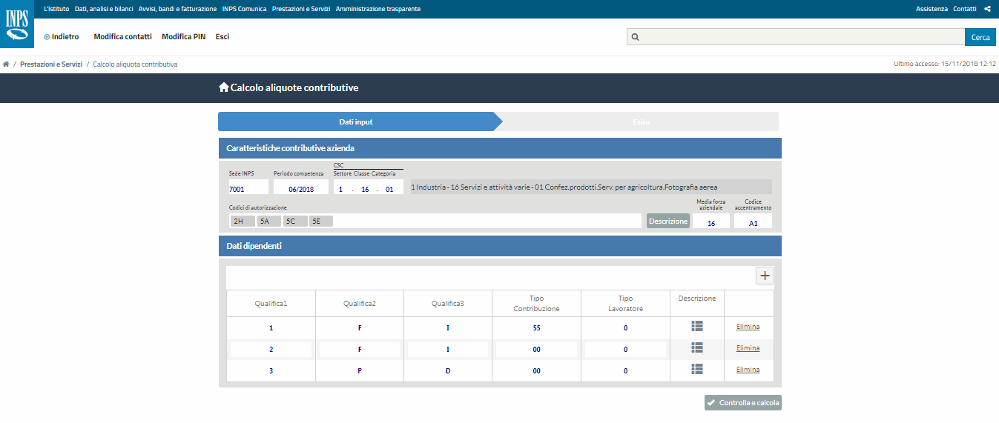 INPS
L'Istituto Dati, analisi e bilanci Avvisi, bandi e fatturazione INPS Comunica Prestazioni e Servizi Amministrazione trasparente Assistenza Contatti
Indietro Modifica contatti Modifica PIN Esci Cerca
/ Prestazioni e Servizi / Calcolo aliquota contributiva Ultimo accesso: 15/11/2018 12:12
Calcolo aliquote contributive
Dati input Esito
Caratteristiche contributive azienda
CSC
Sede INPS Periodo competenza Settore Classe Categoria
7001 06/2018 1 . 16 . 01 1 Industria - 16 Servizi e attività varie - 01 Confez.prodotti.Serv. per agricoltura.Fotografia aerea
Codici di autorizzazione Media forza aziendale Codice accentramento
2H 5A 5C 5E Descrizione 16 A1
Dati dipendenti
+
Qualifica1 Qualifica2 Qualifica3 Tipo Contribuzione Tipo Lavoratore Descrizione
1 F I 55 0 Elimina
2 F I 00 0 Elimina
3 P D 00 0 Elimina
Controlla e calcola